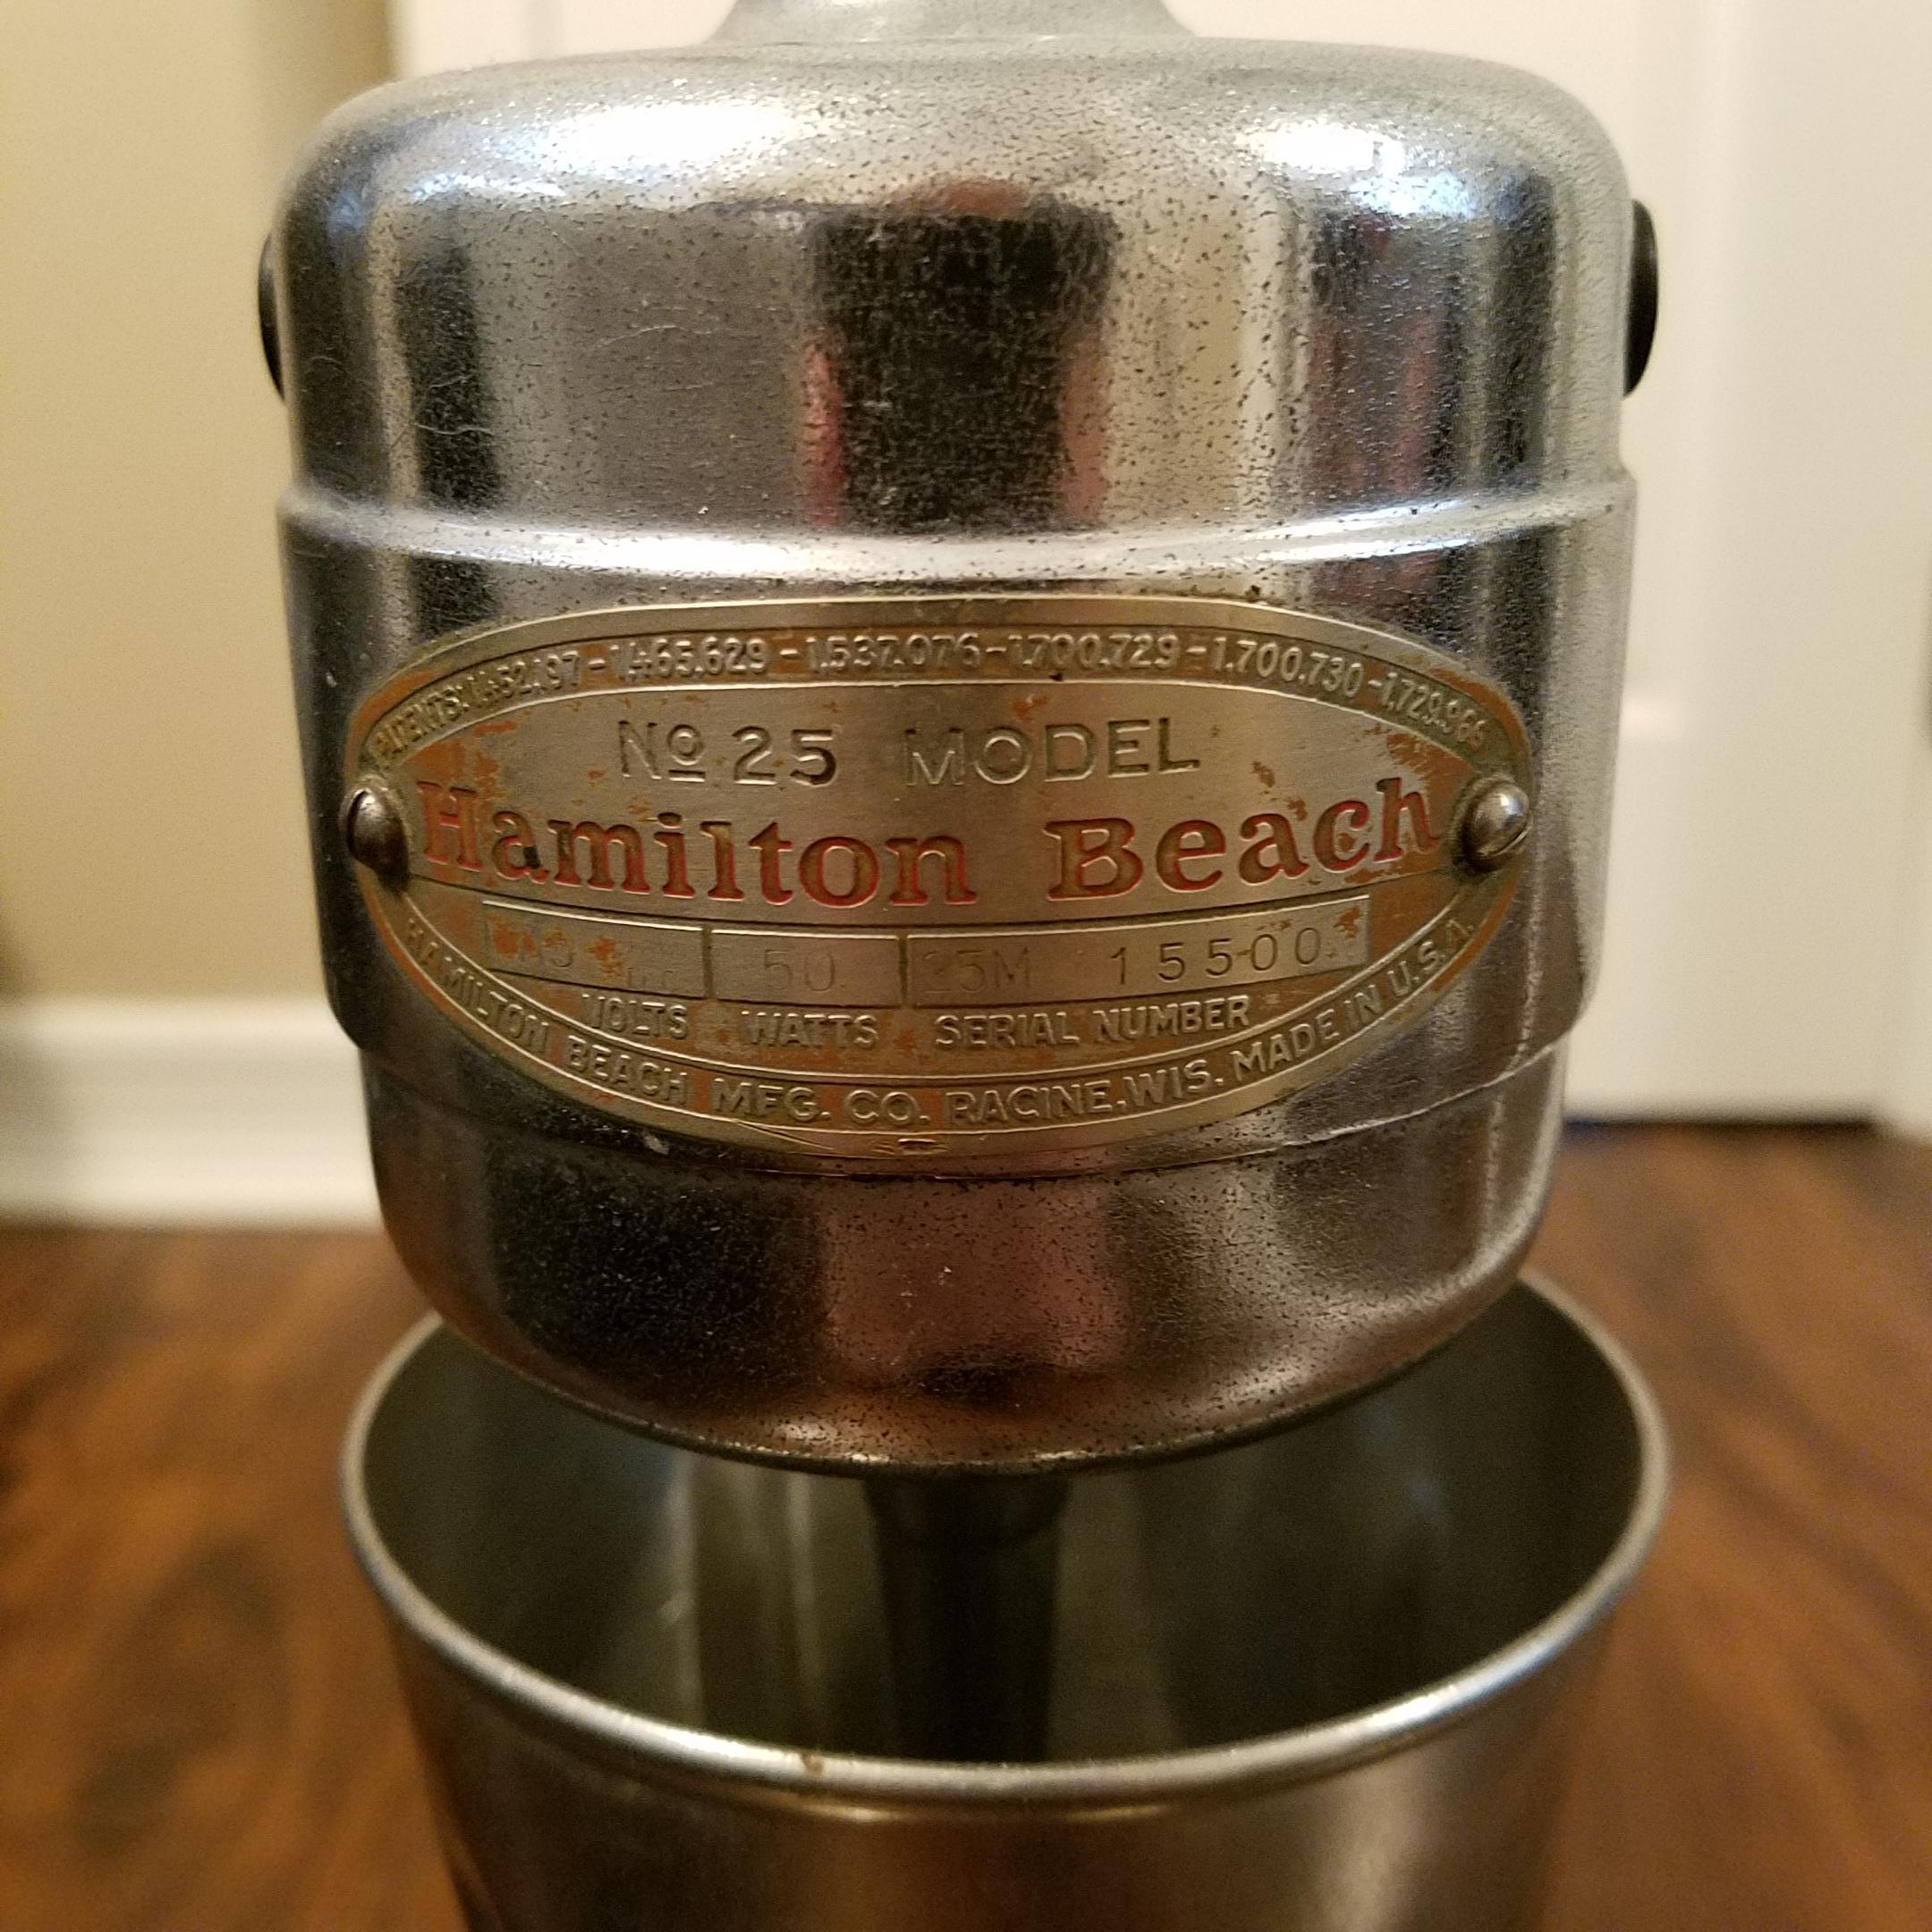 PATENTS: 1.452.197 - 1.465.629 - 1.537.076 - 1.700.729 - 1.700.730 - 1.729.966
No 25 MODEL
Hamilton Beach
50 15500
VOLTS WATTS SERIAL NUMBER
HAMILTON BEACH MFG. CO. RACINE, WIS. MADE IN U.S.A.